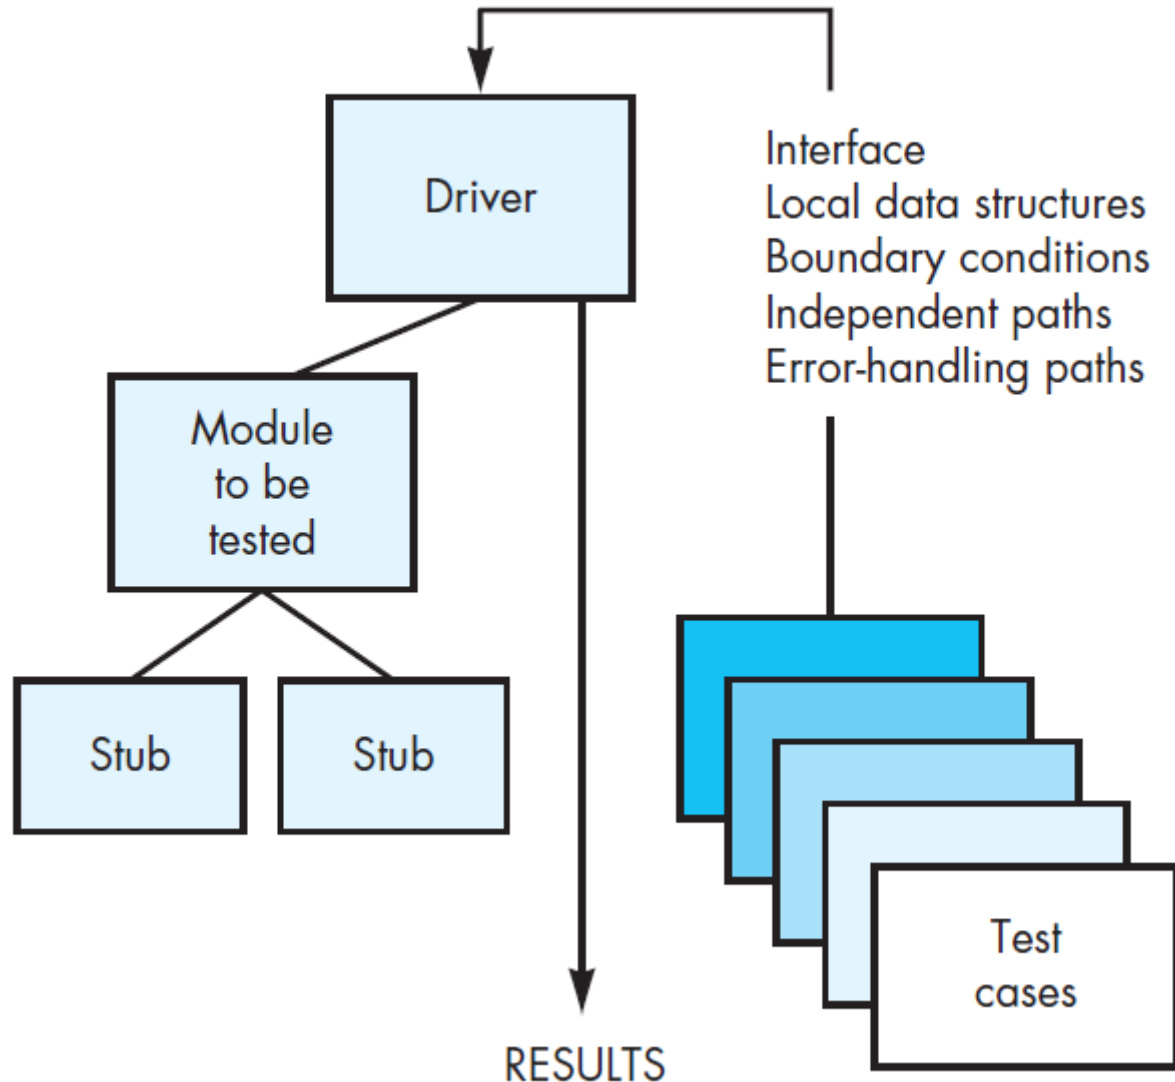 Driver
Interface
Local data structures
Boundary conditions
Independent paths
Error-handling paths
Module
to be
tested
Stub
Stub
Test
cases
RESULTS